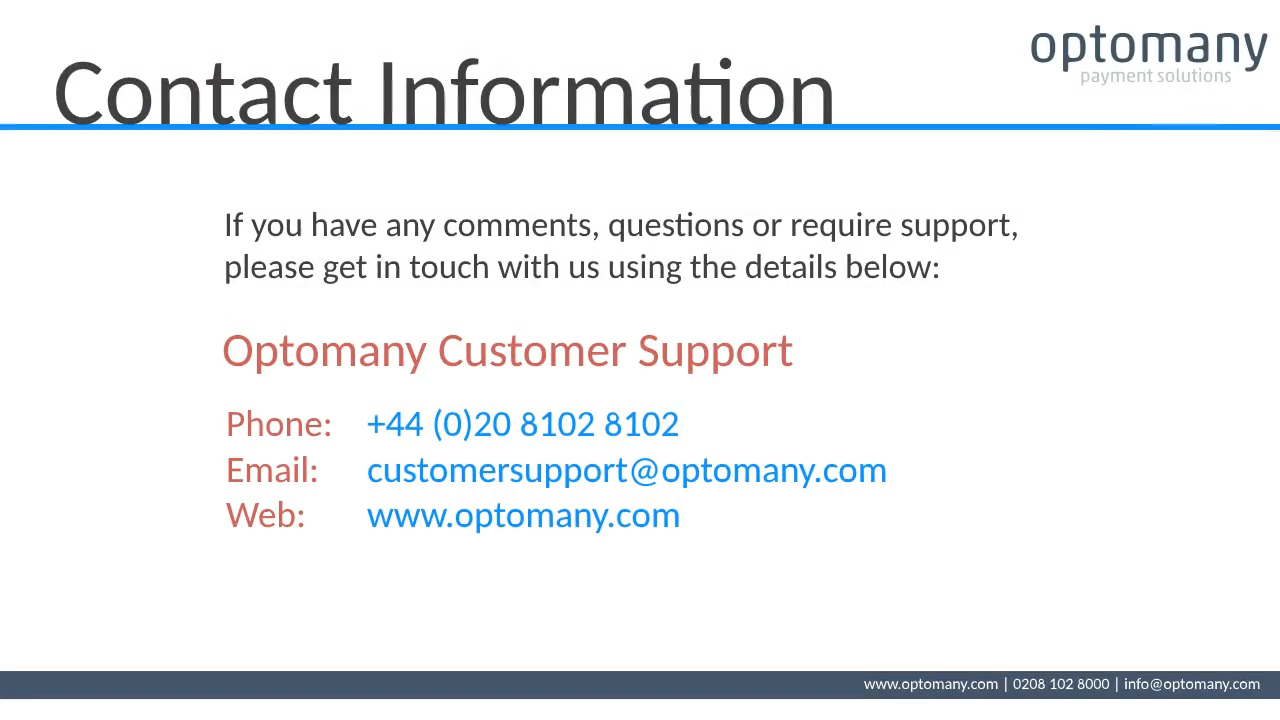 optomany
payment solutions
Contact Information
If you have any comments, questions or require support,
please get in touch with us using the details below:
Optomany Customer Support
Phone: +44 (0)20 8102 8102
Email: customersupport@optomany.com
Web: www.optomany.com
www.optomany.com | 0208 102 8000 | info@optomany.com